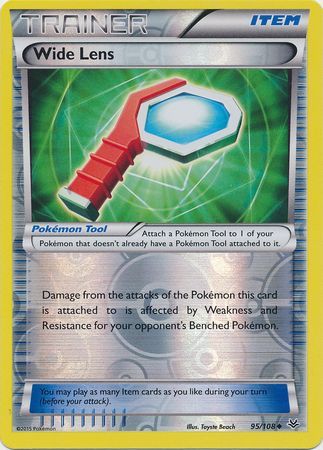 TRAINER
ITEM
Wide Lens
Pokémon Tool
Attach a Pokémon Tool to 1 of your
Pokémon that doesn't already have a Pokémon Tool attached to it.
Damage from the attacks of the Pokémon this card
is attached to is affected by Weakness and
Resistance for your opponent's Benched Pokémon.
You may play as many Item cards as you like during your turn
(before your attack).
©2015 Pokémon
Illus. Toyste Beach
95/108